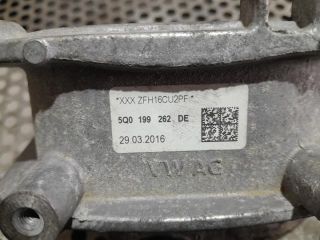 *XXX ZFH16CU2PF*
5Q0 199 262 DE
29.03.2016
VW AG